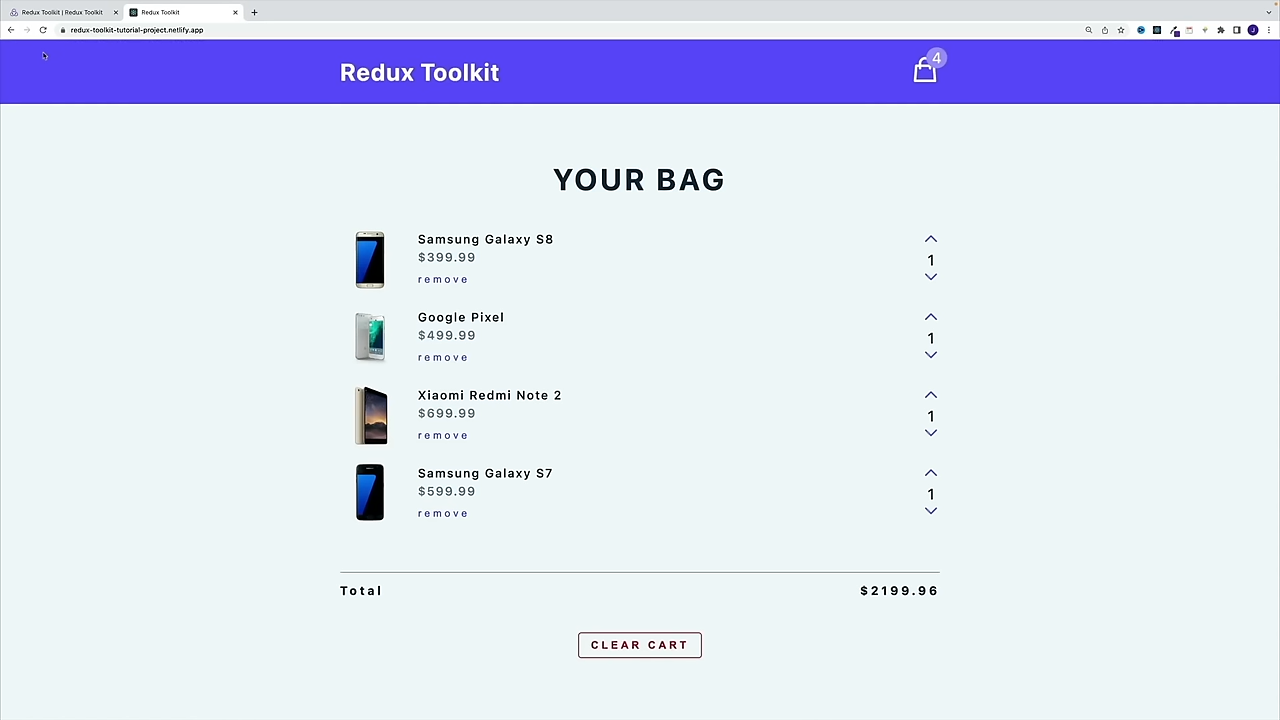 Redux Toolkit | Redux Toolkit
Redux Toolkit
redux-toolkit-tutorial-project.netlify.app
J
Redux Toolkit
4
YOUR BAG
Samsung Galaxy S8
$399.99
remove
1
Google Pixel
$499.99
remove
1
Xiaomi Redmi Note 2
$699.99
remove
1
Samsung Galaxy S7
$599.99
remove
1
Total $2199.96
CLEAR CART